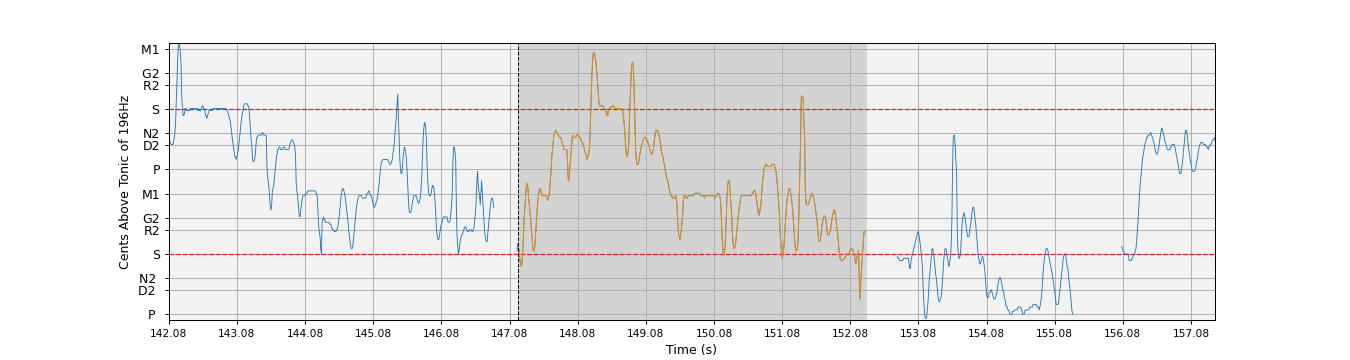 Cents Above Tonic of 196Hz
M1
G2
R2
S
N2
D2
P
M1
G2
R2
S
N2
D2
P
142.08 143.08 144.08 145.08 146.08 147.08 148.08 149.08 150.08 151.08 152.08 153.08 154.08 155.08 156.08 157.08
Time (s)